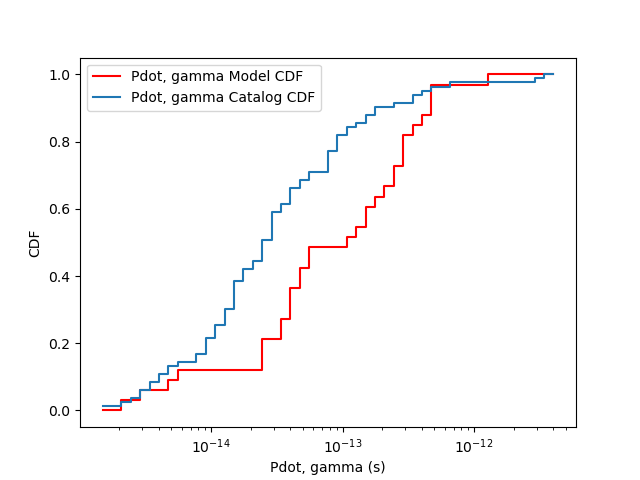 Pdot, gamma Model CDF
Pdot, gamma Catalog CDF
1.0
0.8
0.6
0.4
0.2
0.0
CDF
10⁻¹⁴ 10⁻¹³ 10⁻¹²
Pdot, gamma (s)